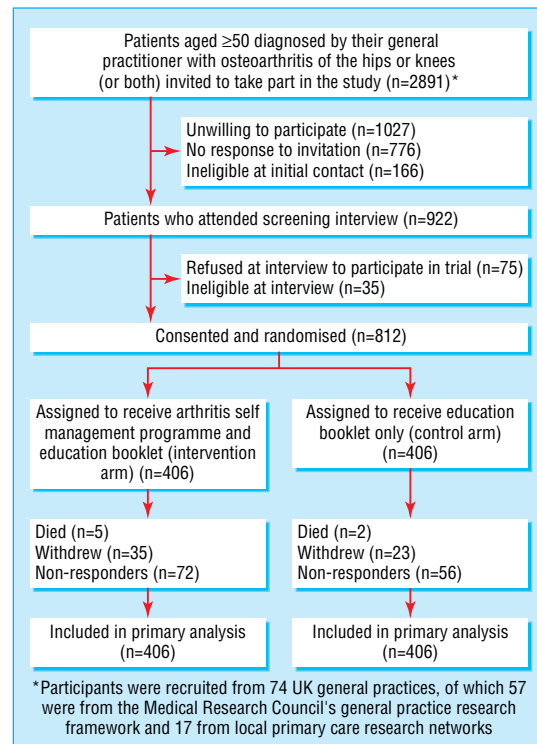 Patients aged ≥50 diagnosed by their general
practitioner with osteoarthritis of the hips or knees
(or both) invited to take part in the study (n=2891)*
Unwilling to participate (n=1027)
No response to invitation (n=776)
Ineligible at initial contact (n=166)
Patients who attended screening interview (n=922)
Refused at interview to participate in trial (n=75)
Ineligible at interview (n=35)
Consented and randomised (n=812)
Assigned to receive arthritis self
management programme and
education booklet (intervention
arm) (n=406)
Assigned to receive education
booklet only (control arm)
(n=406)
Died (n=5)
Withdrew (n=35)
Non-responders (n=72)
Died (n=2)
Withdrew (n=23)
Non-responders (n=56)
Included in primary analysis
(n=406)
Included in primary analysis
(n=406)
*Participants were recruited from 74 UK general practices, of which 57
were from the Medical Research Council's general practice research
framework and 17 from local primary care research networks